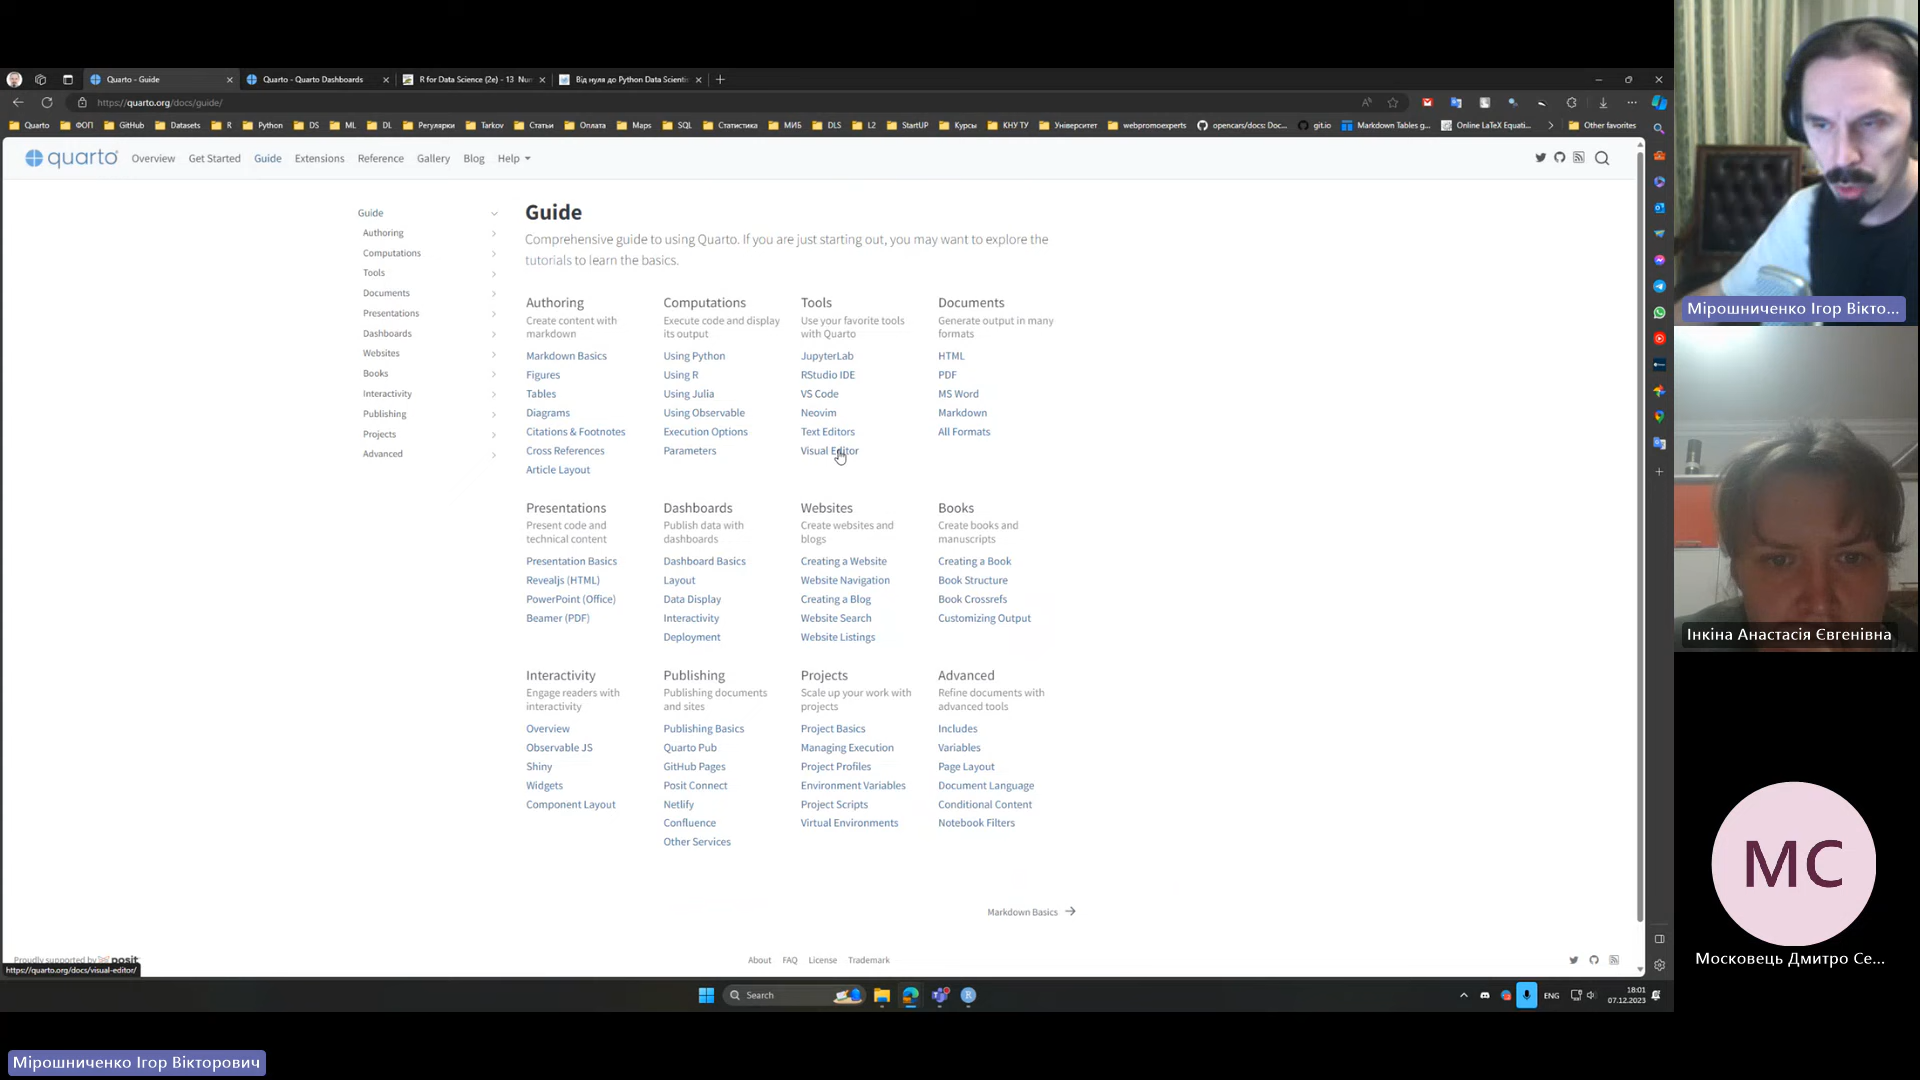 Quarto - Guide
Quarto - Quarto Dashboards
R for Data Science (2e) - 13 Num
Від нуля до Python Data Scienti
https://quarto.org/docs/guide/
Quarto
ФОП
GitHub
Datasets
R
Python
DS
ML
DL
Регулярки
Tarkov
Статьи
Оплата
Maps
SQL
Статистика
МИБ
DLS
L2
StartUP
Курсы
КНУ ТУ
Університет
webpromoexperts
opencars/docs: Doc...
git.io
Markdown Tables g...
Online LaTeX Equati...
Other favorites
quarto
Overview
Get Started
Guide
Extensions
Reference
Gallery
Blog
Help
Guide
Authoring
Computations
Tools
Documents
Presentations
Dashboards
Websites
Books
Interactivity
Publishing
Projects
Advanced
Guide
Comprehensive guide to using Quarto. If you are just starting out, you may want to explore the
tutorials to learn the basics.
Authoring
Create content with
markdown
Markdown Basics
Figures
Tables
Diagrams
Citations & Footnotes
Cross References
Article Layout
Computations
Execute code and display
its output
Using Python
Using R
Using Julia
Using Observable
Execution Options
Parameters
Tools
Use your favorite tools
with Quarto
JupyterLab
RStudio IDE
VS Code
Neovim
Text Editors
Visual Editor
Documents
Generate output in many
formats
HTML
PDF
MS Word
Markdown
All Formats
Presentations
Present code and
technical content
Presentation Basics
Revealjs (HTML)
PowerPoint (Office)
Beamer (PDF)
Dashboards
Publish data with
dashboards
Dashboard Basics
Layout
Data Display
Interactivity
Deployment
Websites
Create websites and
blogs
Creating a Website
Website Navigation
Creating a Blog
Website Search
Website Listings
Books
Create books and
manuscripts
Creating a Book
Book Structure
Book Crossrefs
Customizing Output
Interactivity
Engage readers with
interactivity
Overview
Observable JS
Shiny
Widgets
Component Layout
Publishing
Publishing documents
and sites
Publishing Basics
Quarto Pub
GitHub Pages
Posit Connect
Netlify
Confluence
Other Services
Projects
Scale up your work with
projects
Project Basics
Managing Execution
Project Profiles
Environment Variables
Project Scripts
Virtual Environments
Advanced
Refine documents with
advanced tools
Includes
Variables
Page Layout
Document Language
Conditional Content
Notebook Filters
Markdown Basics
Proudly supported by posit
https://quarto.org/docs/visual-editor/
About
FAQ
License
Trademark
Search
ENG
18:01
07.12.2023
Мірошниченко Ігор Вікто...
Інкіна Анастасія Євгенівна
МС
Московець Дмитро Се...
Мірошниченко Ігор Вікторович